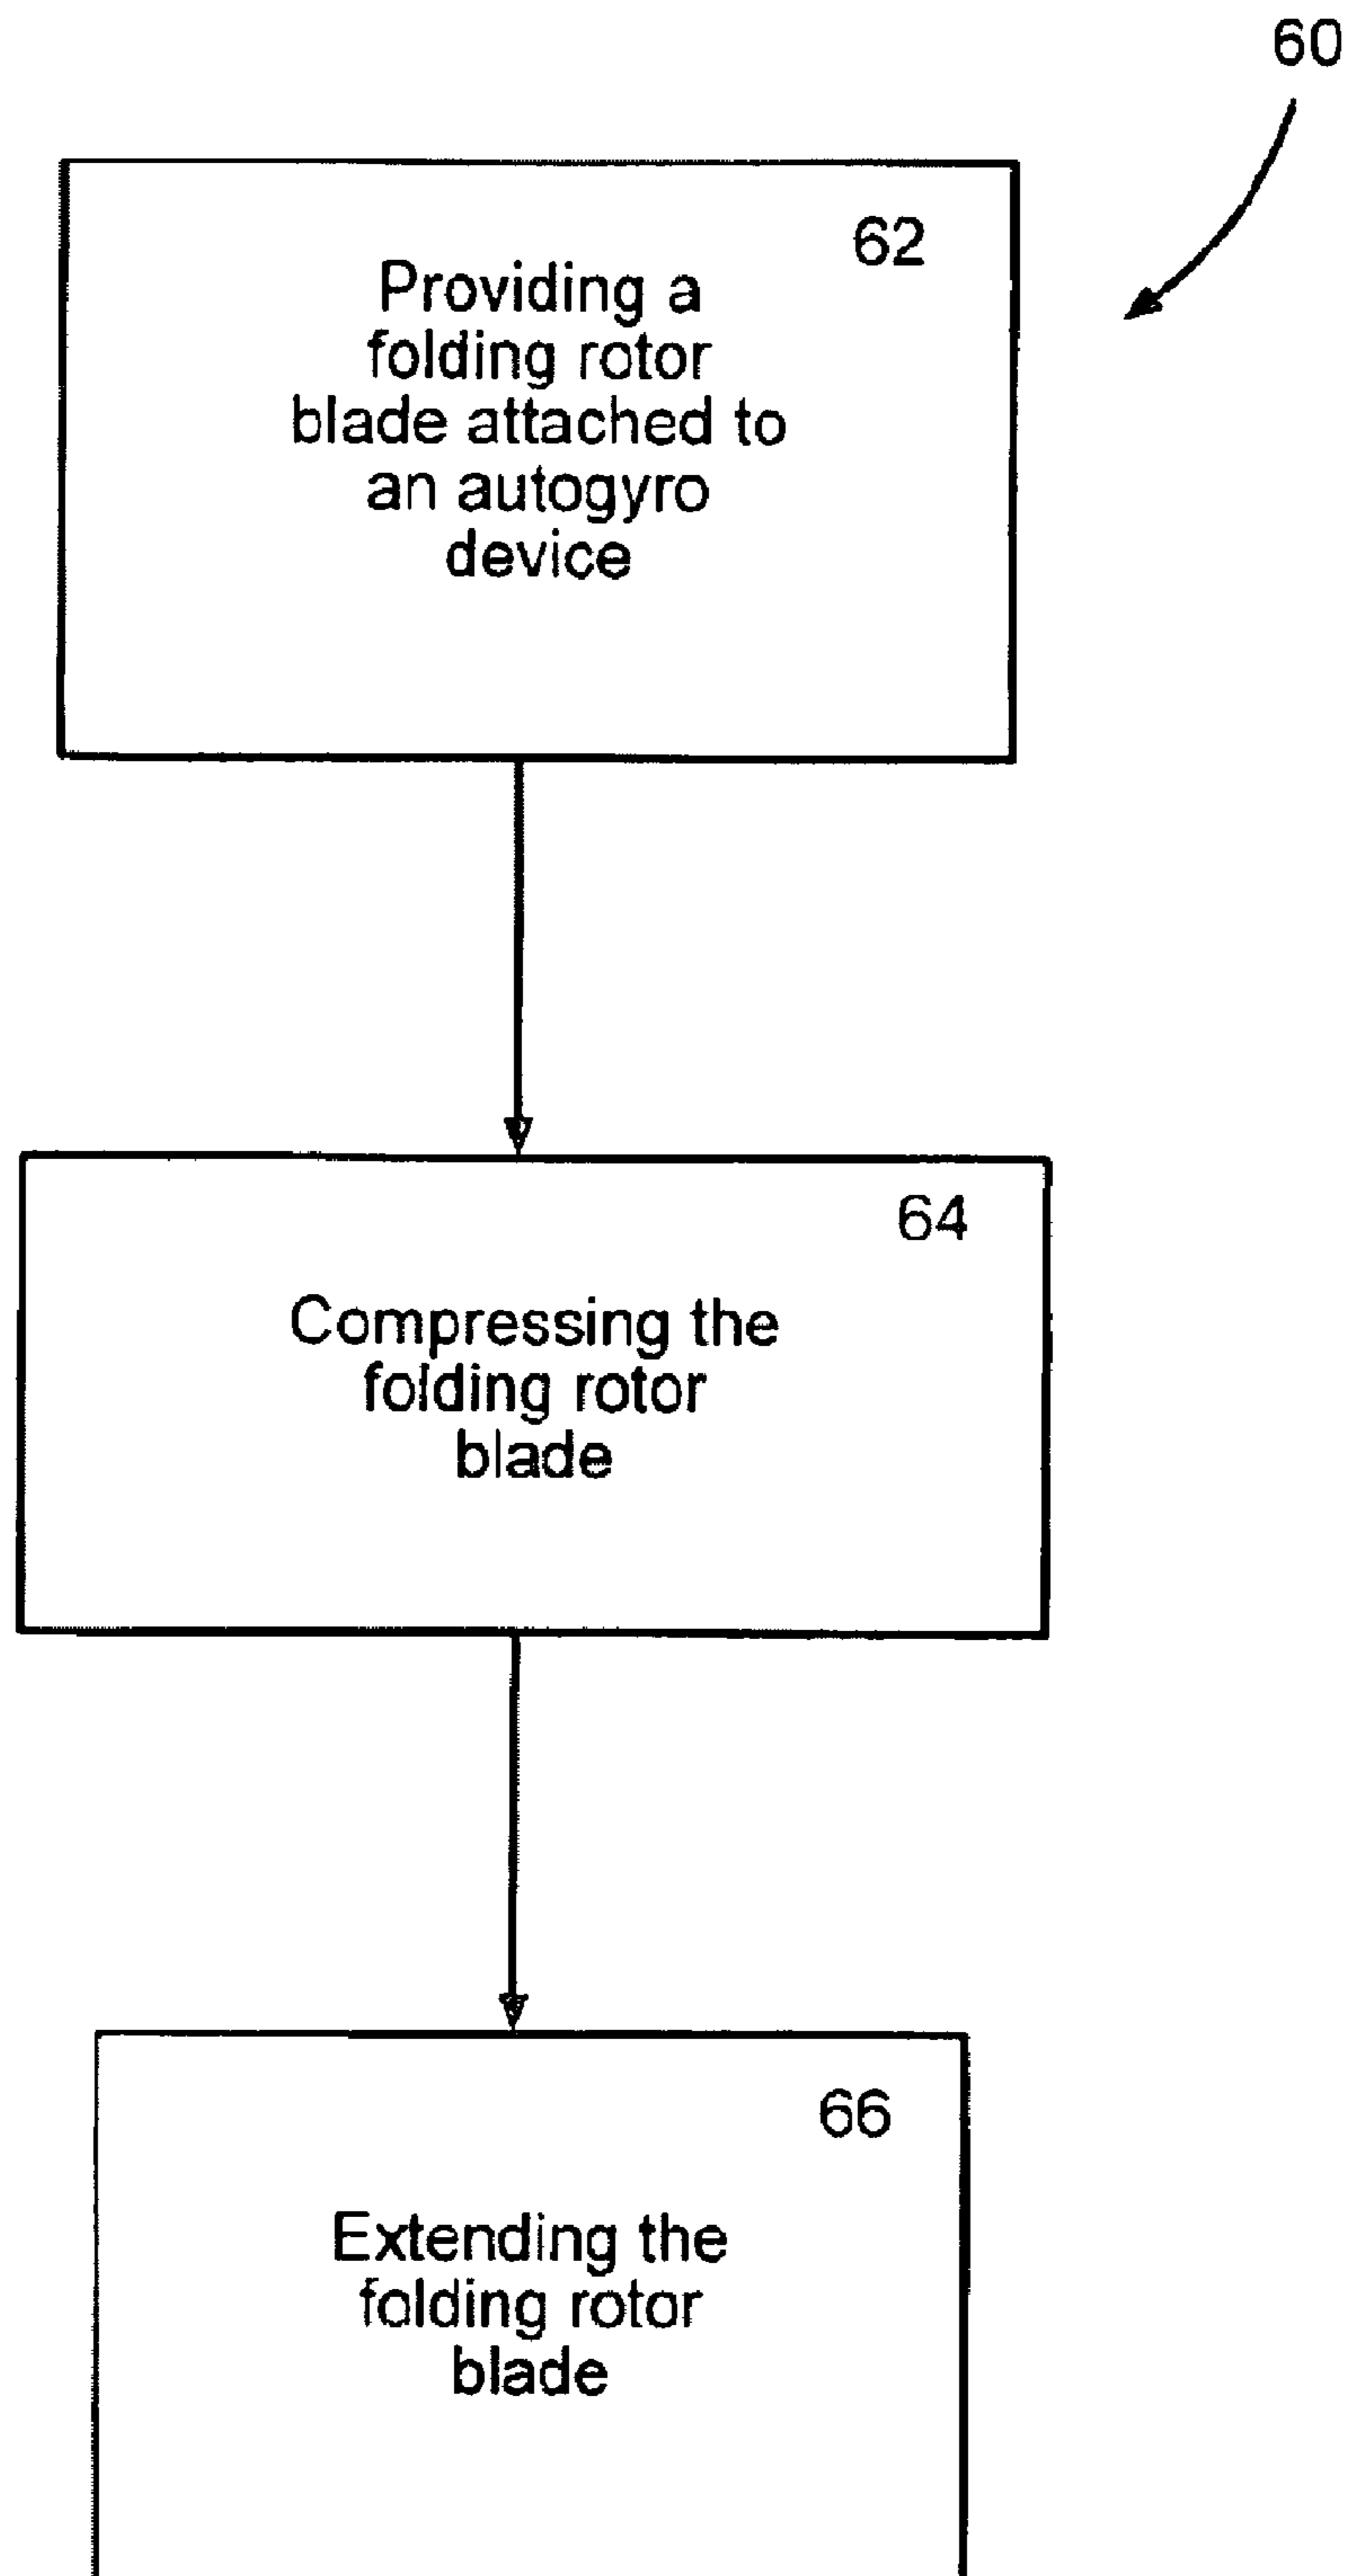 60
62
Providing a
folding rotor
blade attached to
an autogyro
device
64
Compressing the
folding rotor
blade
66
Extending the
folding rotor
blade